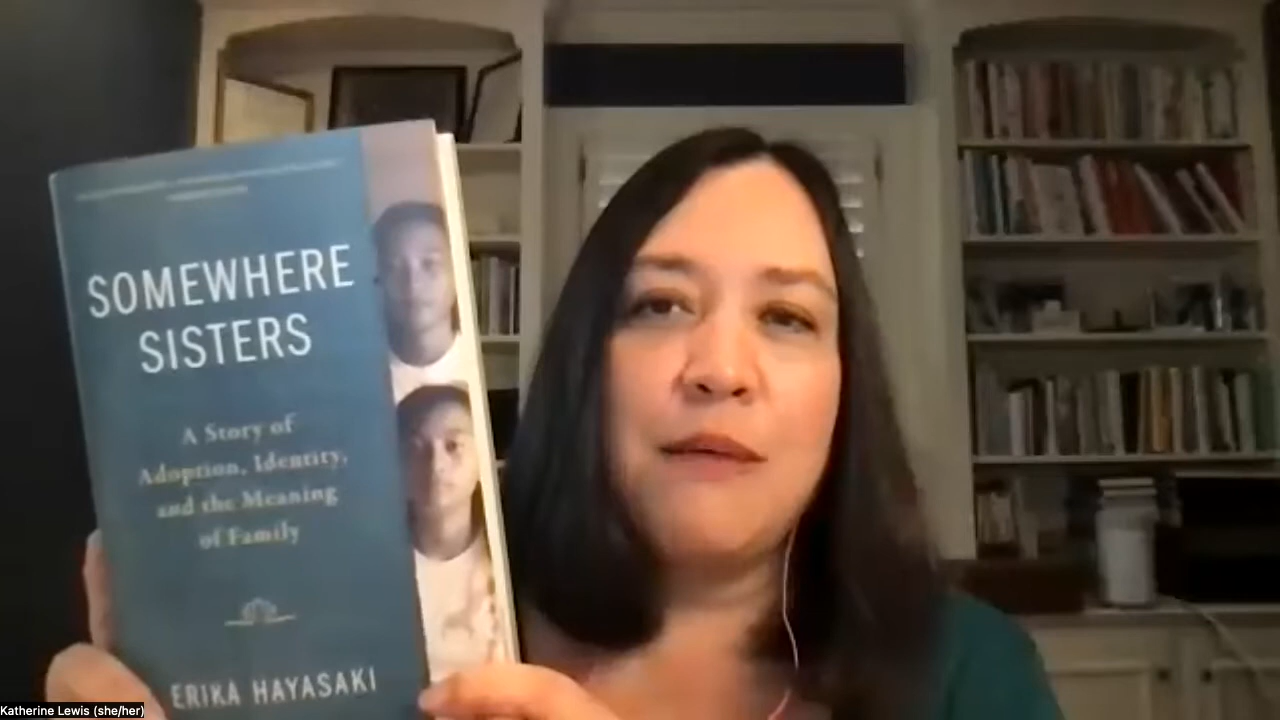 SOMEWHERE
SISTERS
A Story of
Adoption, Identity,
and the Meaning
of Family
ERIKA HAYASAKI
Katherine Lewis (she/her)